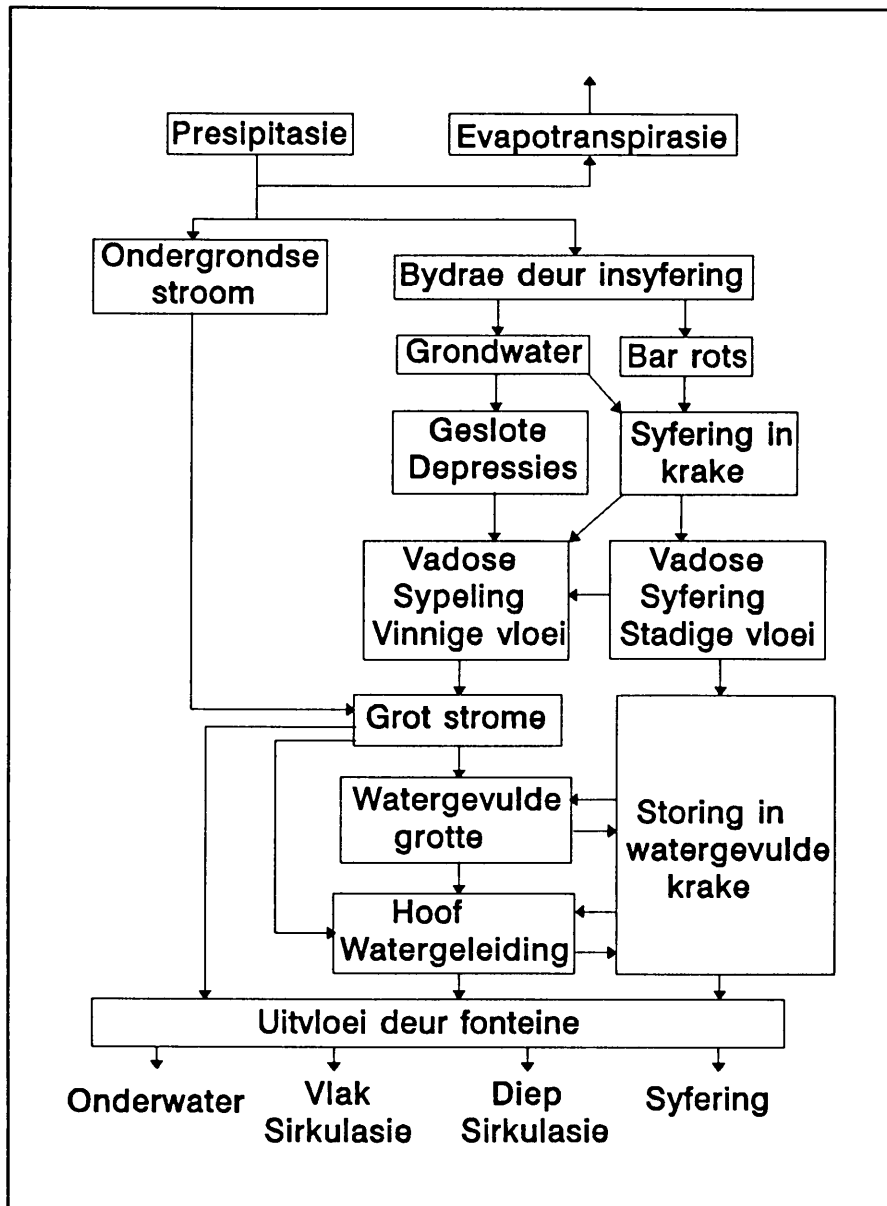 Presipitasie
Evapotranspirasie
Ondergrondse
stroom
Bydrae deur insyfering
Grondwater
Bar rots
Geslote
Depressies
Syfering in
krake
Vadose
Sypeling
Vinnige vloei
Vadose
Syfering
Stadige vloei
Grot strome
Watergevulde
grotte
Storing in
watergevulde
krake
Hoof
Watergeleiding
Uitvloei deur fonteine
Onderwater
Vlak
Sirkulasie
Diep
Sirkulasie
Syfering